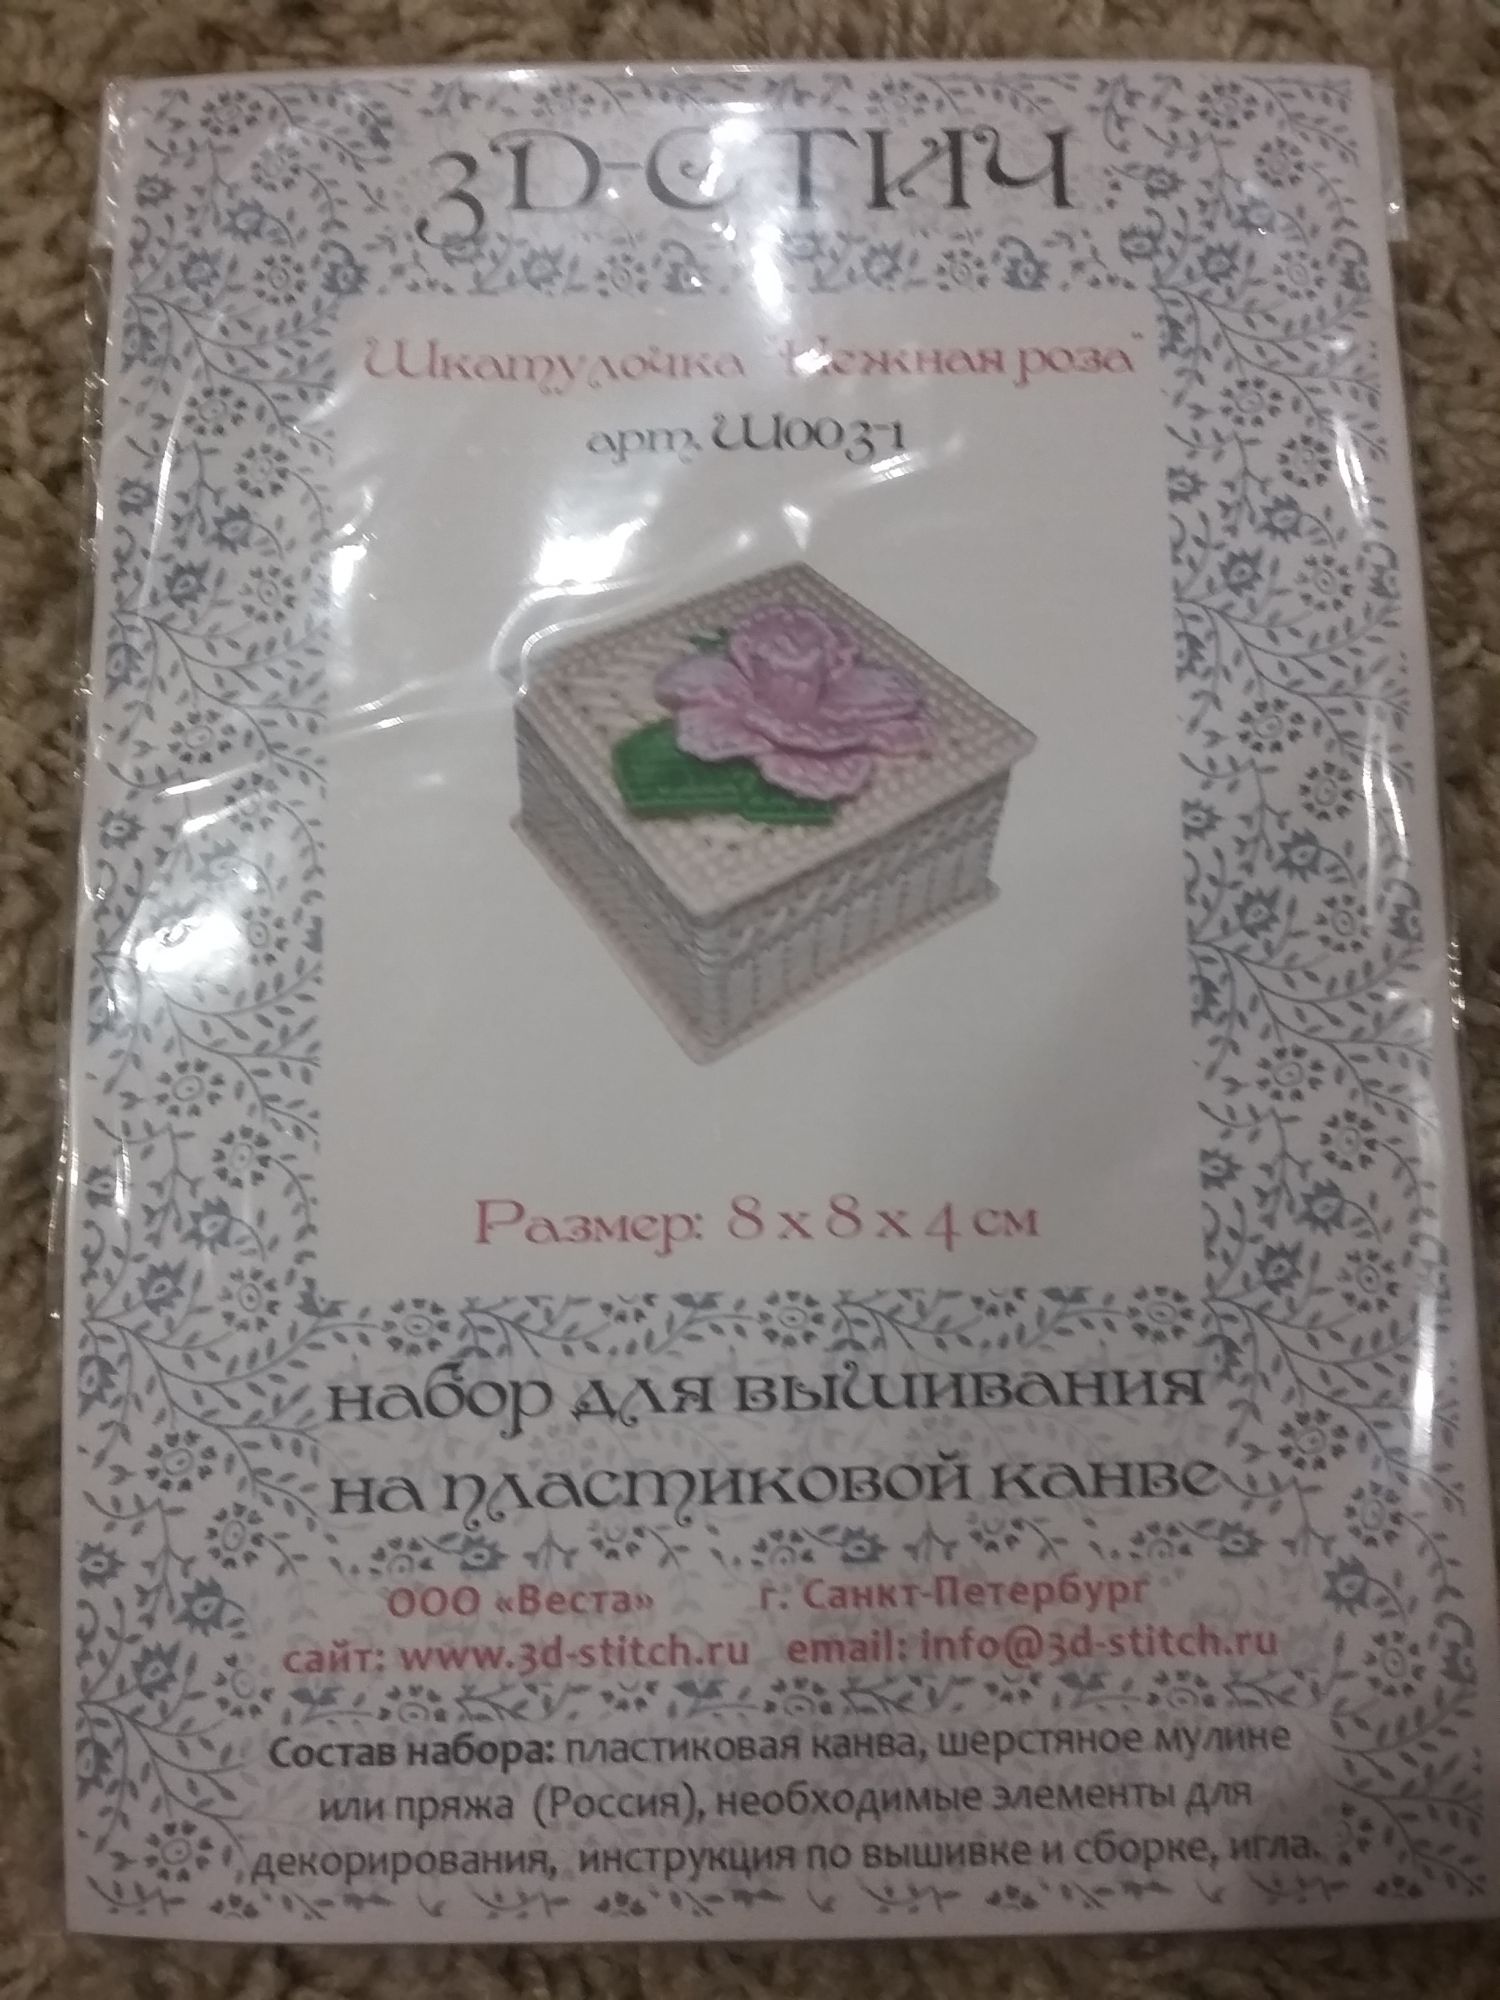 3Д-СТИЧ
Шкатулочка "Нежная роза"
арт. Ш003-1
Размер: 8 х 8 х 4 см
набор для вышивания
на пластиковой канве
ООО «Веста» г. Санкт-Петербург
сайт: www.3d-stitch.ru email: info@3d-stitch.ru
Состав набора: пластиковая канва, шерстяное мулине
или пряжа (Россия), необходимые элементы для
декорирования, инструкция по вышивке и сборке, игла.